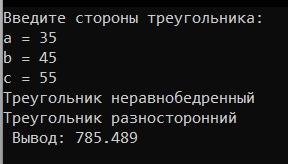 Введите стороны треугольника:
a = 35
b = 45
c = 55
Треугольник неравнобедренный
Треугольник разносторонний
Вывод: 785.489